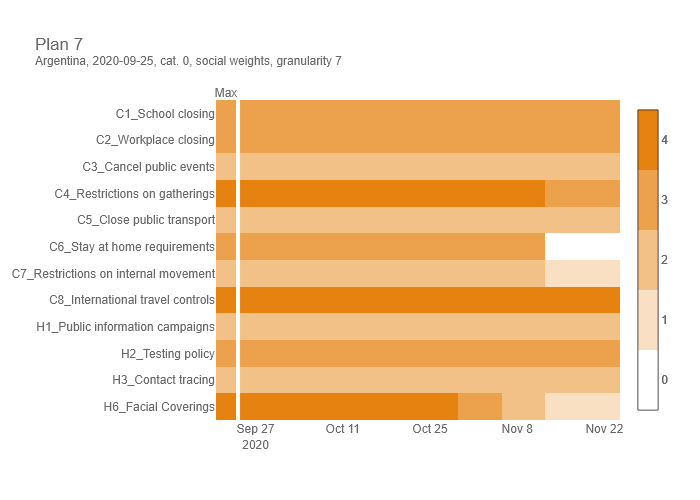 Plan 7
Argentina, 2020-09-25, cat. 0, social weights, granularity 7
Max
C1_School closing
C2_Workplace closing
C3_Cancel public events
C4_Restrictions on gatherings
C5_Close public transport
C6_Stay at home requirements
C7_Restrictions on internal movement
C8_International travel controls
H1_Public information campaigns
H2_Testing policy
H3_Contact tracing
H6_Facial Coverings
Sep 27 Oct 11 Oct 25 Nov 8 Nov 22
2020
4
3
2
1
0